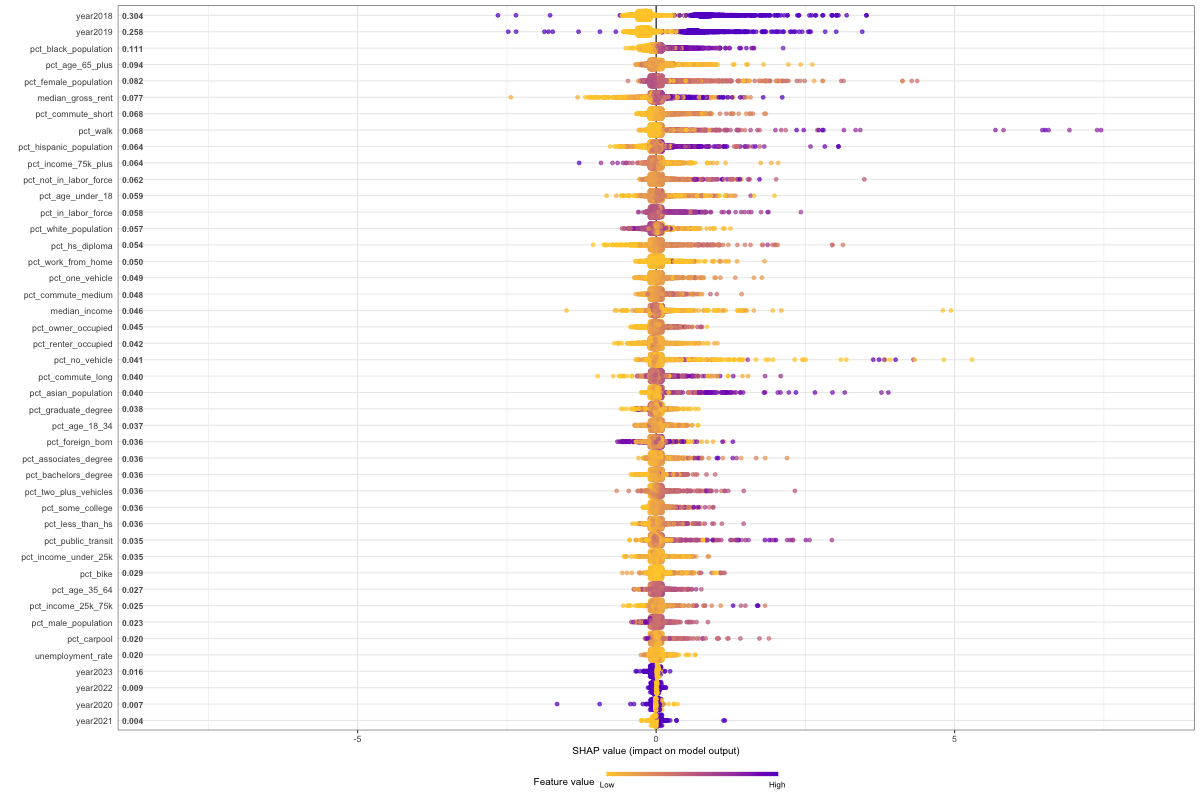 year2018 0.304
year2019 0.258
pct_black_population 0.111
pct_age_65_plus 0.094
pct_female_population 0.082
median_gross_rent 0.077
pct_commute_short 0.068
pct_walk 0.068
pct_hispanic_population 0.064
pct_income_75k_plus 0.064
pct_not_in_labor_force 0.062
pct_age_under_18 0.059
pct_in_labor_force 0.058
pct_white_population 0.057
pct_hs_diploma 0.054
pct_work_from_home 0.050
pct_one_vehicle 0.049
pct_commute_medium 0.048
median_income 0.046
pct_owner_occupied 0.045
pct_renter_occupied 0.042
pct_no_vehicle 0.041
pct_commute_long 0.040
pct_asian_population 0.040
pct_graduate_degree 0.038
pct_age_18_34 0.037
pct_foreign_born 0.036
pct_associates_degree 0.036
pct_bachelors_degree 0.036
pct_two_plus_vehicles 0.036
pct_some_college 0.036
pct_less_than_hs 0.036
pct_public_transit 0.035
pct_income_under_25k 0.035
pct_bike 0.029
pct_age_35_64 0.027
pct_income_25k_75k 0.025
pct_male_population 0.023
pct_carpool 0.020
unemployment_rate 0.020
year2023 0.016
year2022 0.009
year2020 0.007
year2021 0.004
-5 0 5
SHAP value (impact on model output)
Feature value Low High